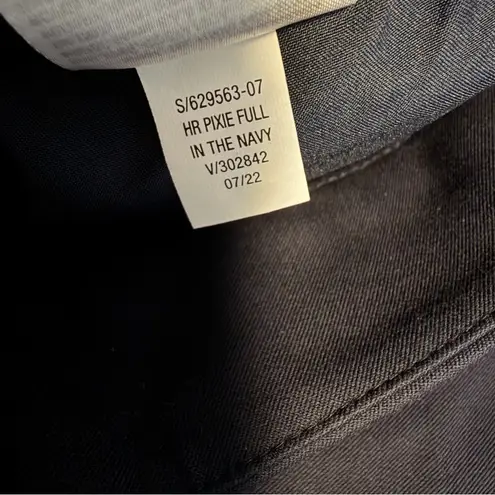 S/629563-07
HR PIXIE FULL
IN THE NAVY
V/302842
07/22